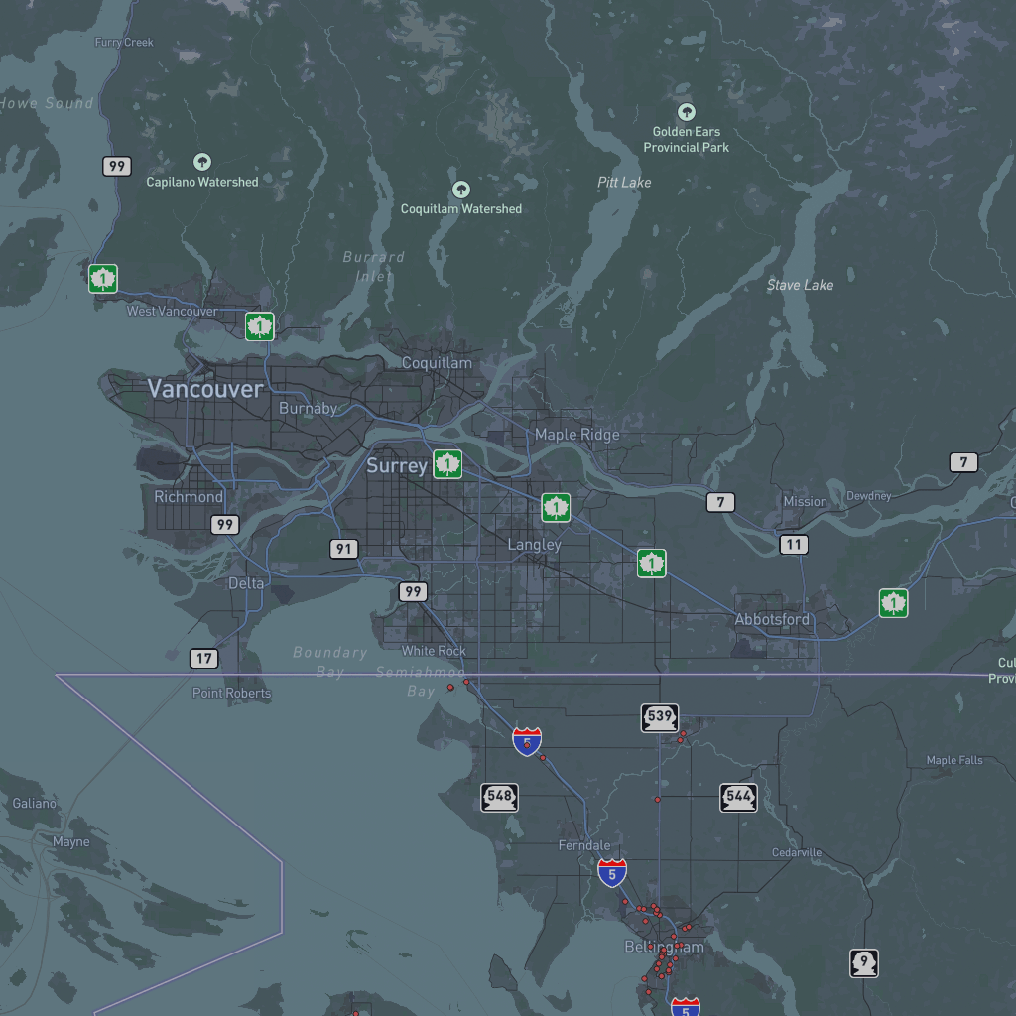 Furry Creek
Howe Sound
Golden Ears
Provincial Park
99
Capilano Watershed
Pitt Lake
Coquitlam Watershed
Burrard
Inlet
1
Stave Lake
West Vancouver
1
Coquitlam
Vancouver
Burnaby
Maple Ridge
Surrey
1
7
Richmond
7
Mission
Dewdney
1
99
Langley
91
11
1
Delta
99
1
Abbotsford
White Rock
17
Boundary
Bay
Semiahmoo
Bay
Point Roberts
539
5
Maple Falls
548
544
Galiano
Mayne
Ferndale
Cedarville
5
Bellingham
9
5